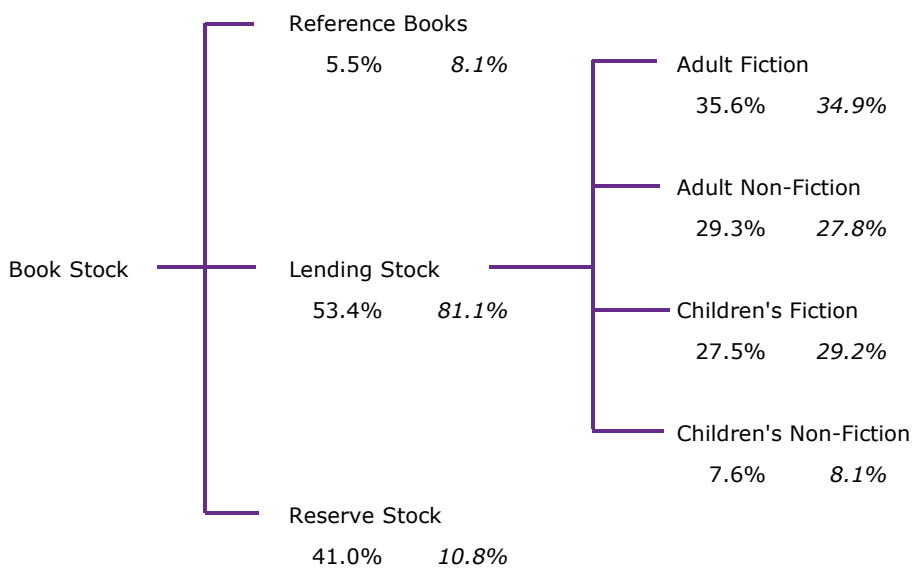 Book Stock
Reference Books
5.5% 8.1%
Lending Stock
53.4% 81.1%
Reserve Stock
41.0% 10.8%
Adult Fiction
35.6% 34.9%
Adult Non-Fiction
29.3% 27.8%
Children's Fiction
27.5% 29.2%
Children's Non-Fiction
7.6% 8.1%